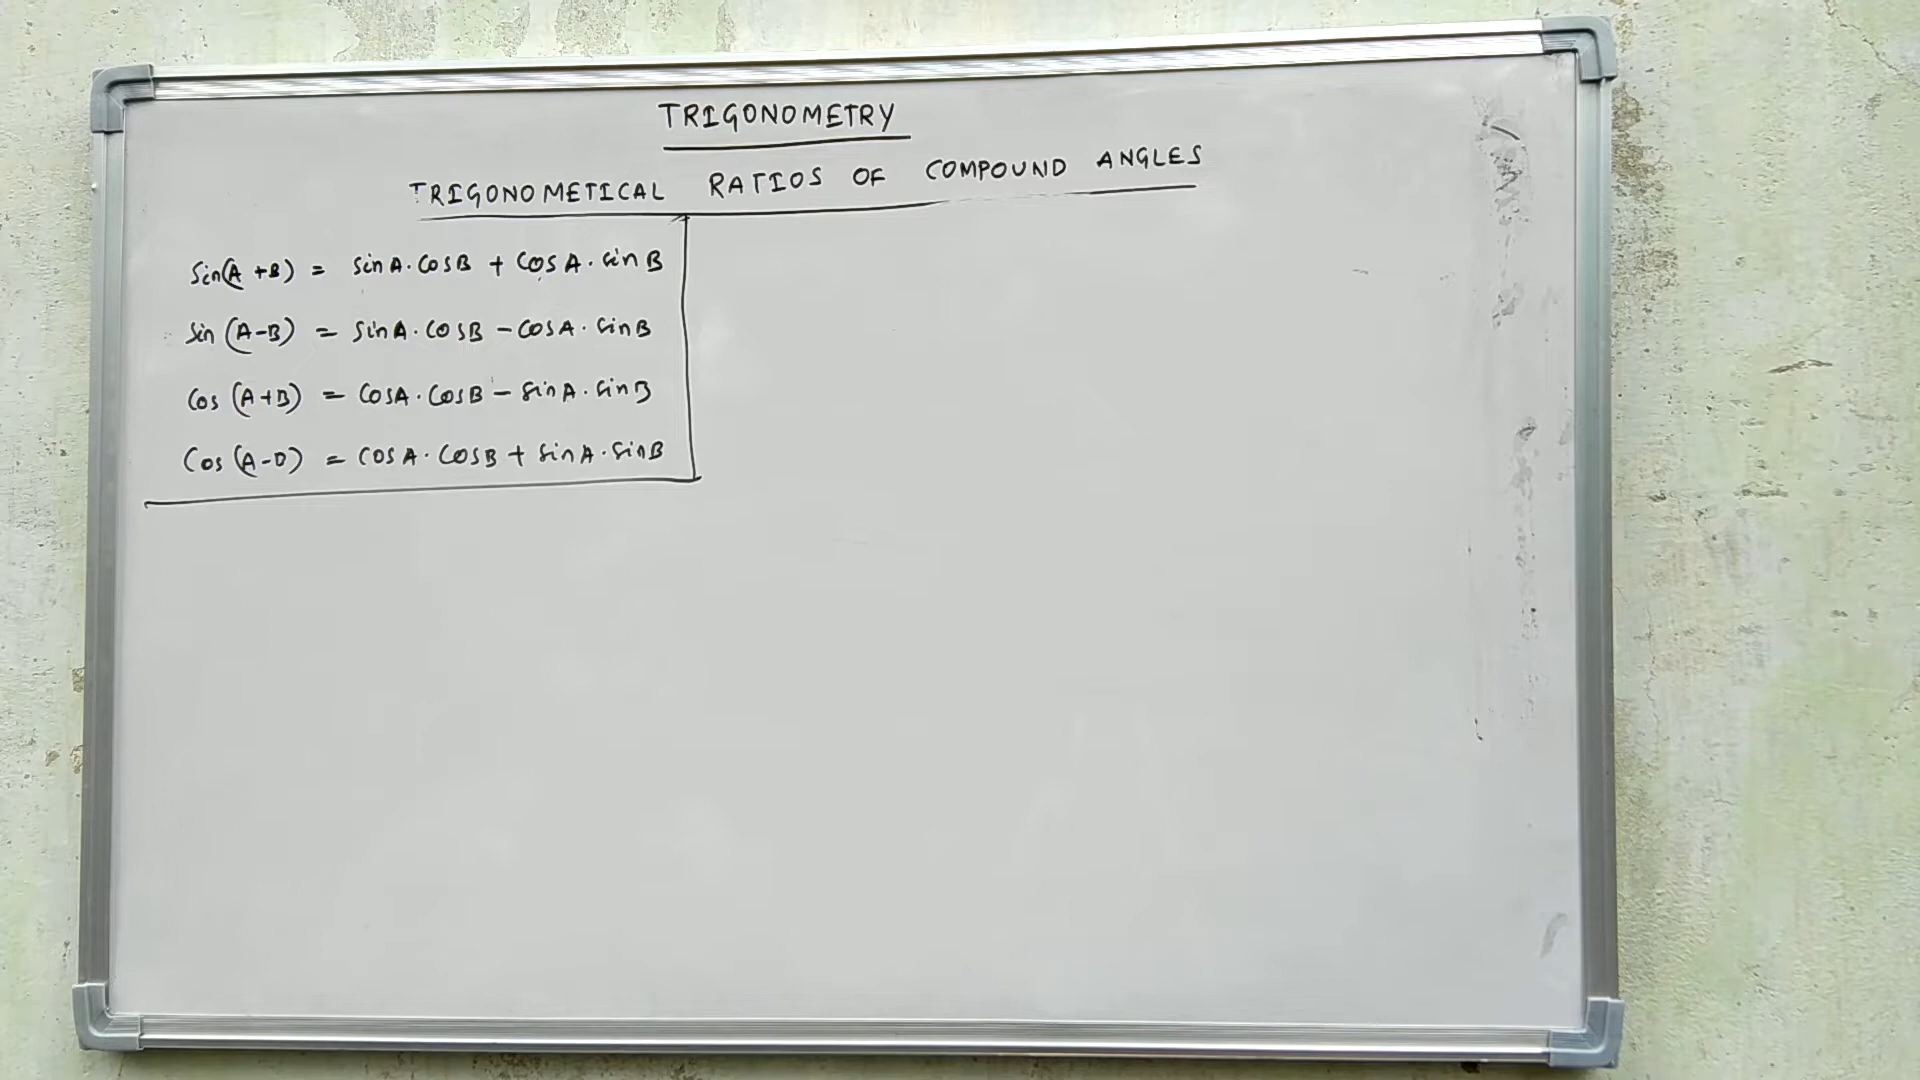 TRIGONOMETRY
TRIGONOMETICAL RATIOS OF COMPOUND ANGLES
Sin(A+B) = sinA.cosB + cosA.sinB
Sin (A-B) = sinA.cosB - cosA.sinB
Cos (A+B) = cosA.cosB - sinA.sinB
Cos (A-B) = cosA.cosB + sinA.sinB